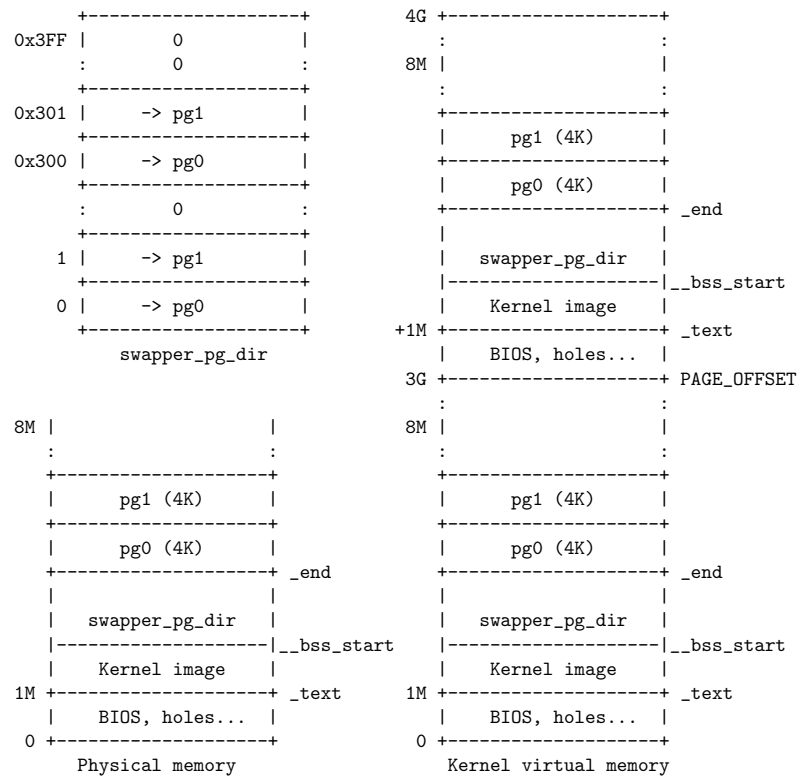 +------------------+          4G +------------------+
0x3FF |        0         |             :                  :
      :        0         :          8M |                  |
      +------------------+             :                  :
0x301 |     -> pg1       |             +------------------+
      +------------------+             |     pg1 (4K)     |
0x300 |     -> pg0       |             +------------------+
      +------------------+             |     pg0 (4K)     |
      :        0         :             +------------------+ _end
      +------------------+             |                  |
    1 |     -> pg1       |             |  swapper_pg_dir  |
      +------------------+             |------------------|__bss_start
    0 |     -> pg0       |             |   Kernel image   |
      +------------------+         +1M +------------------+ _text
         swapper_pg_dir                |   BIOS, holes... |
                                    3G +------------------+ PAGE_OFFSET
                                       :                  :
8M |                  |             8M |                  |
   :                  :                :                  :
   +------------------+                +------------------+
   |     pg1 (4K)     |                |     pg1 (4K)     |
   +------------------+                +------------------+
   |     pg0 (4K)     |                |     pg0 (4K)     |
   +------------------+ _end           +------------------+ _end
   |                  |                |                  |
   |  swapper_pg_dir  |                |  swapper_pg_dir  |
   |------------------|__bss_start     |------------------|__bss_start
   |   Kernel image   |                |   Kernel image   |
1M +------------------+ _text       1M +------------------+ _text
   |   BIOS, holes... |                |   BIOS, holes... |
 0 +------------------+              0 +------------------+
     Physical memory                   Kernel virtual memory